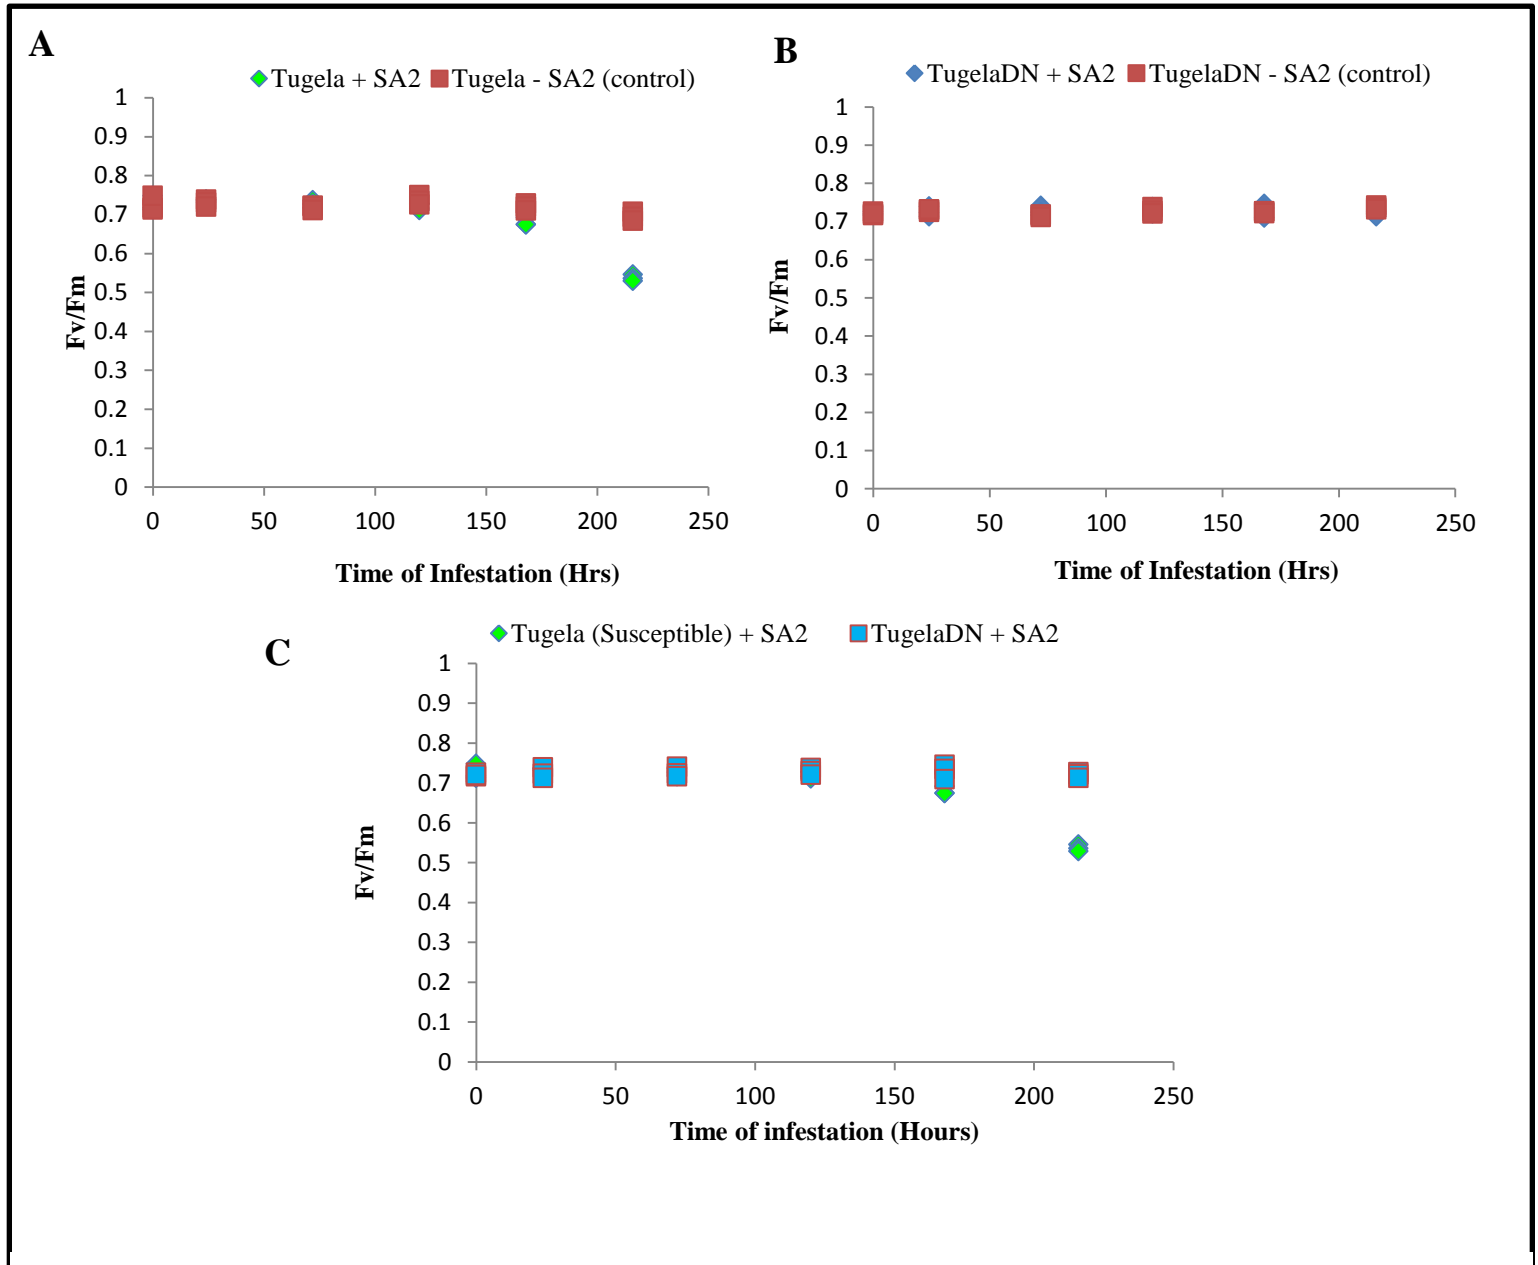 A
Tugela + SA2 Tugela - SA2 (control)
1
0.9
0.8
0.7
0.6
0.5
0.4
0.3
0.2
0.1
0
Fv/Fm
0 50 100 150 200 250
Time of Infestation (Hrs)
B
TugelaDN + SA2 TugelaDN - SA2 (control)
1
0.9
0.8
0.7
0.6
0.5
0.4
0.3
0.2
0.1
0
Fv/Fm
0 50 100 150 200 250
Time of Infestation (Hrs)
C
Tugela (Susceptible) + SA2 TugelaDN + SA2
1
0.9
0.8
0.7
0.6
0.5
0.4
0.3
0.2
0.1
0
Fv/Fm
0 50 100 150 200 250
Time of infestation (Hours)